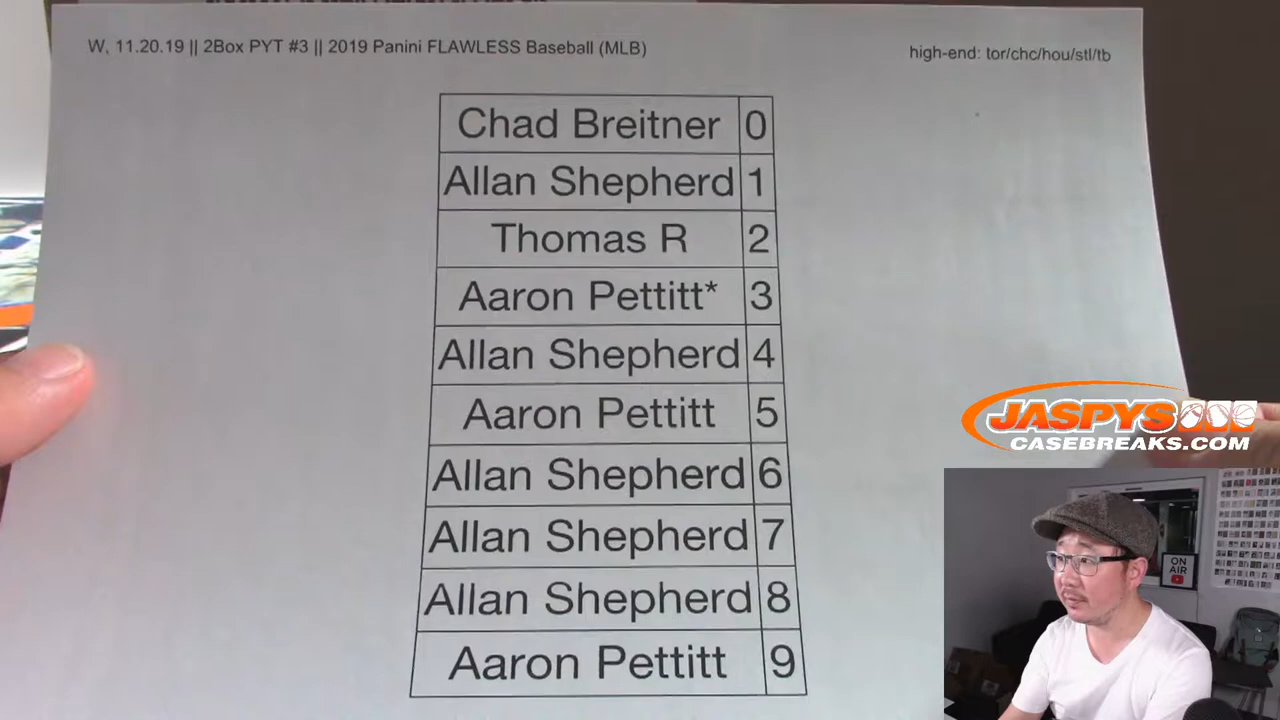 W, 11.20.19 || 2Box PYT #3 || 2019 Panini FLAWLESS Baseball (MLB)
high-end: tor/chc/hou/stl/tb
Chad Breitner 0
Allan Shepherd 1
Thomas R 2
Aaron Pettitt* 3
Allan Shepherd 4
Aaron Pettitt 5
Allan Shepherd 6
Allan Shepherd 7
Allan Shepherd 8
Aaron Pettitt 9
JASPYS
CASEBREAKS.COM
ON
AIR